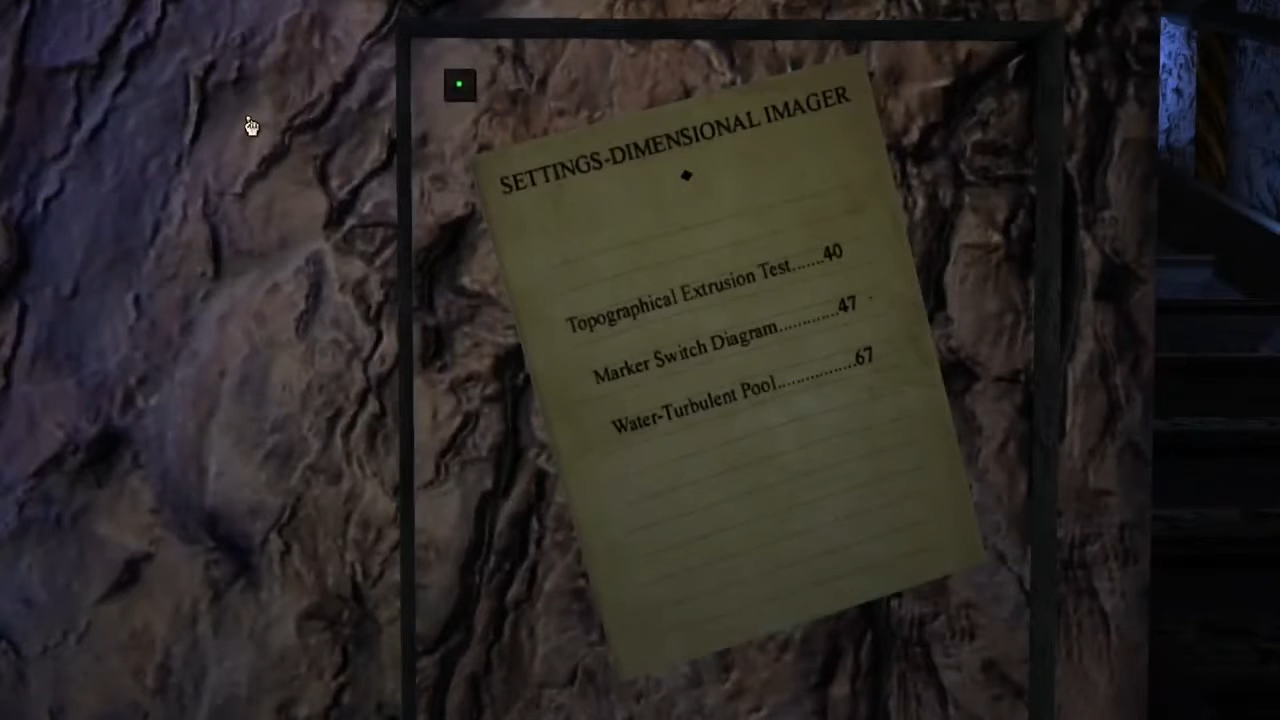 SETTINGS-DIMENSIONAL IMAGER
Topographical Extrusion Test.......40
Marker Switch Diagram.............47
Water-Turbulent Pool.................67